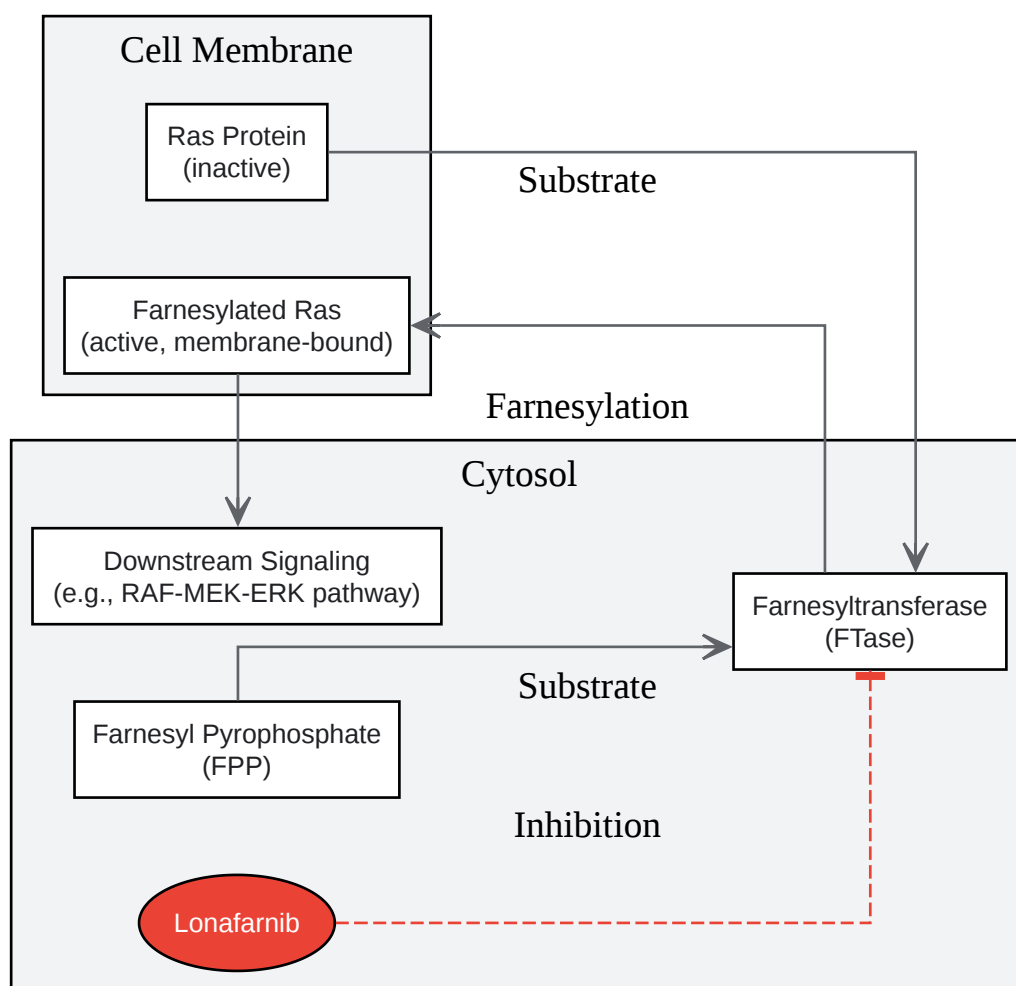 Cell Membrane
Ras Protein
(inactive)
Substrate
Farnesylated Ras
(active, membrane-bound)
Farnesylation
Cytosol
Downstream Signaling
(e.g., RAF-MEK-ERK pathway)
Farnesyltransferase
(FTase)
Substrate
Farnesyl Pyrophosphate
(FPP)
Inhibition
Lonafarnib